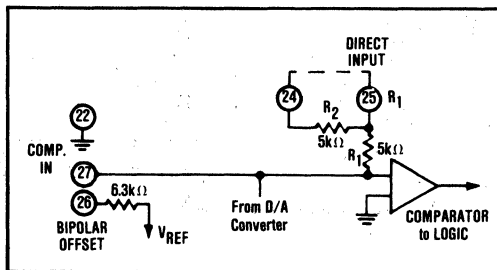 DIRECT
INPUT
24
25
R₁
R₂
5kΩ
5kΩ
R₁
22
COMP.
IN
27
26
6.3kΩ
BIPOLAR
OFFSET
VREF
From D/A
Converter
COMPARATOR
to LOGIC